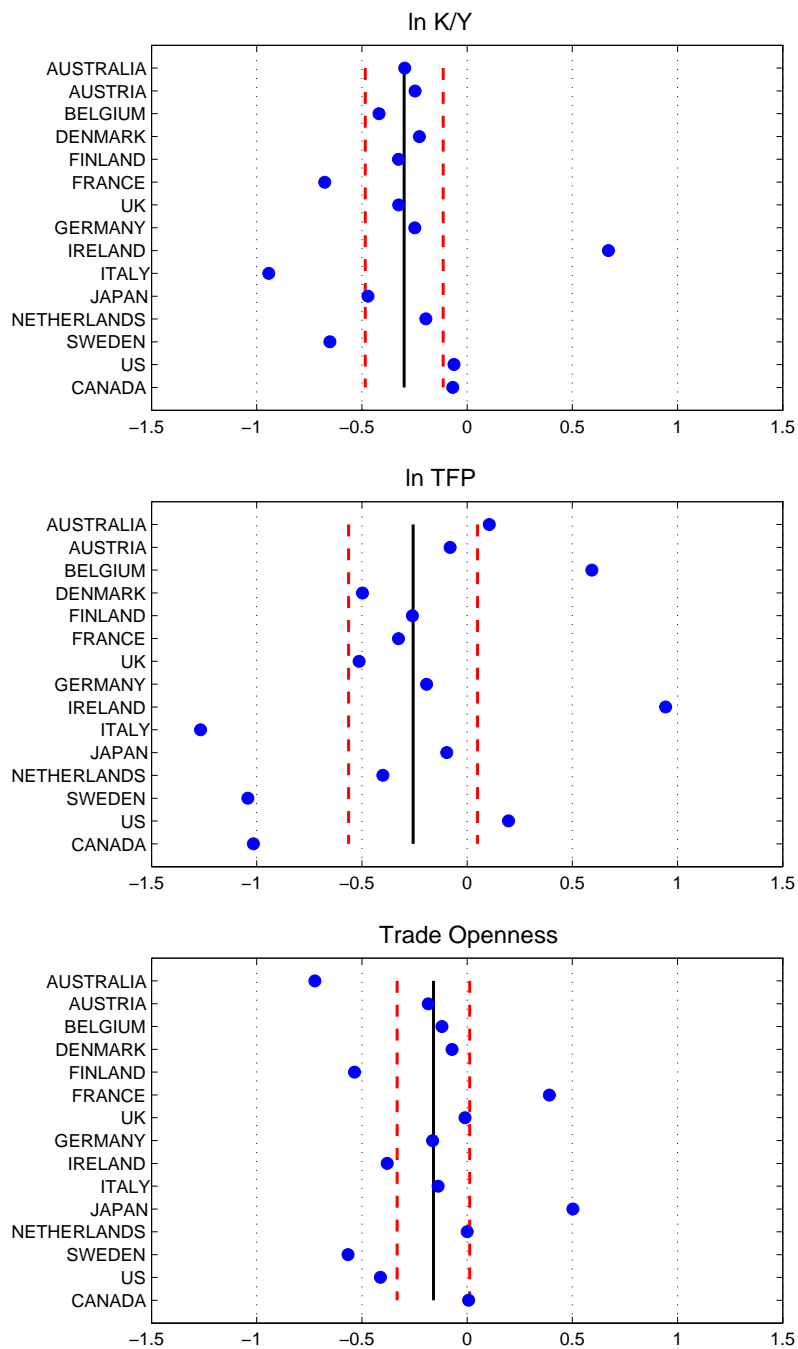 ln K/Y
AUSTRALIA
AUSTRIA
BELGIUM
DENMARK
FINLAND
FRANCE
UK
GERMANY
IRELAND
ITALY
JAPAN
NETHERLANDS
SWEDEN
US
CANADA
−1.5 −1 −0.5 0 0.5 1 1.5
ln TFP
AUSTRALIA
AUSTRIA
BELGIUM
DENMARK
FINLAND
FRANCE
UK
GERMANY
IRELAND
ITALY
JAPAN
NETHERLANDS
SWEDEN
US
CANADA
−1.5 −1 −0.5 0 0.5 1 1.5
Trade Openness
AUSTRALIA
AUSTRIA
BELGIUM
DENMARK
FINLAND
FRANCE
UK
GERMANY
IRELAND
ITALY
JAPAN
NETHERLANDS
SWEDEN
US
CANADA
−1.5 −1 −0.5 0 0.5 1 1.5